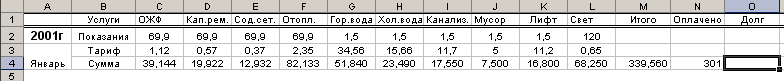 A B C D E F G H I J K L M N O
1 Услуги ОЖФ Кап.рем. Сод.сет. Отопл. Гор.вода Хол.вода Канализ. Мусор Лифт Свет Итого Оплачено Долг
2 2001г Показания 69,9 69,9 69,9 69,9 1,5 1,5 1,5 1,5 1,5 120
3 Тариф 1,12 0,57 0,37 2,35 34,56 15,66 11,7 5 11,2 0,65
4 Январь Сумма 39,144 19,922 12,932 82,133 51,840 23,490 17,550 7,500 16,800 68,250 339,560 301
5